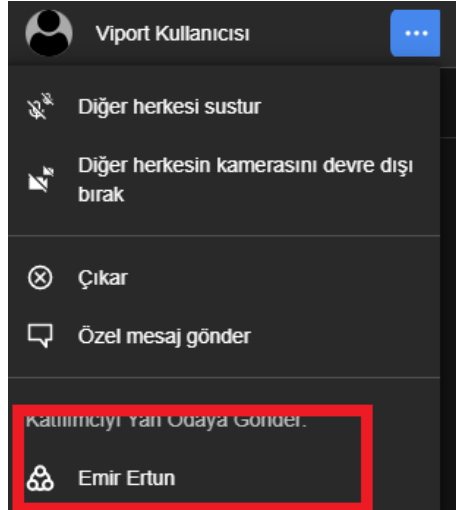 Viport Kullanıcısı
Diğer herkesi sustur
Diğer herkesin kamerasını devre dışı
bırak
Çıkar
Özel mesaj gönder
Katılımcıyı Yan Odaya Gönder:
Emir Ertun